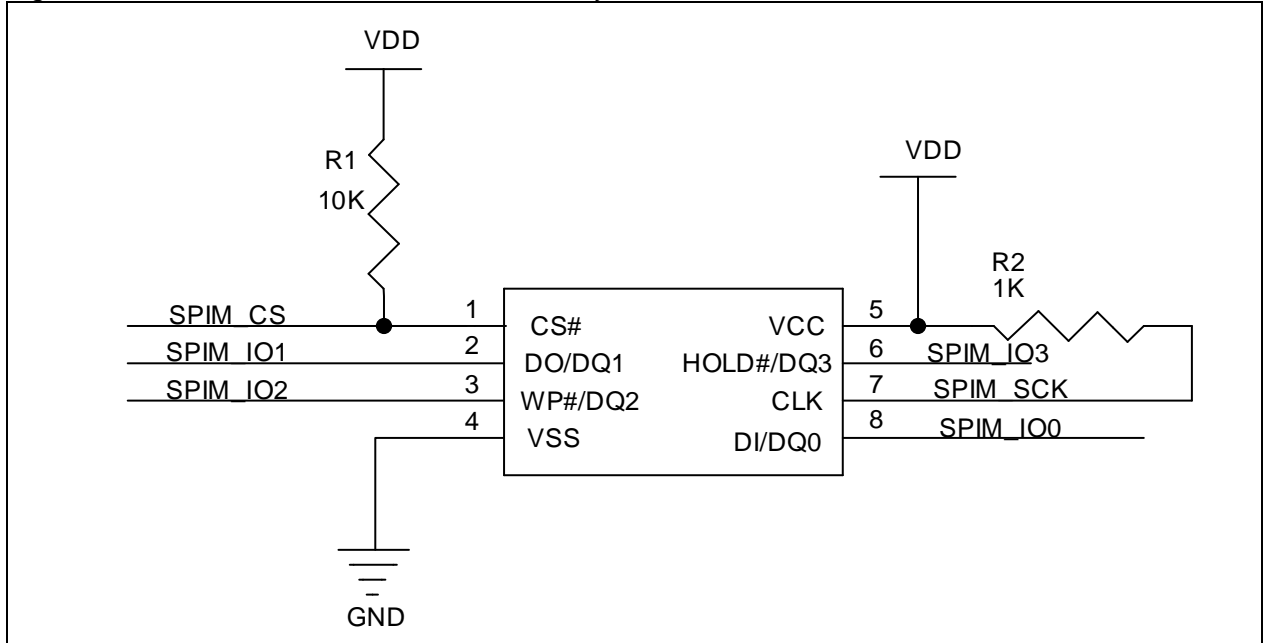 VDD
R1
10K
SPIM_CS
SPIM_IO1
SPIM_IO2
1
2
3
4
CS#
DO/DQ1
WP#/DQ2
VSS
GND
VCC
HOLD#/DQ3
CLK
DI/DQ0
5
6
7
8
VDD
R2
1K
SPIM_IO3
SPIM_SCK
SPIM_IO0